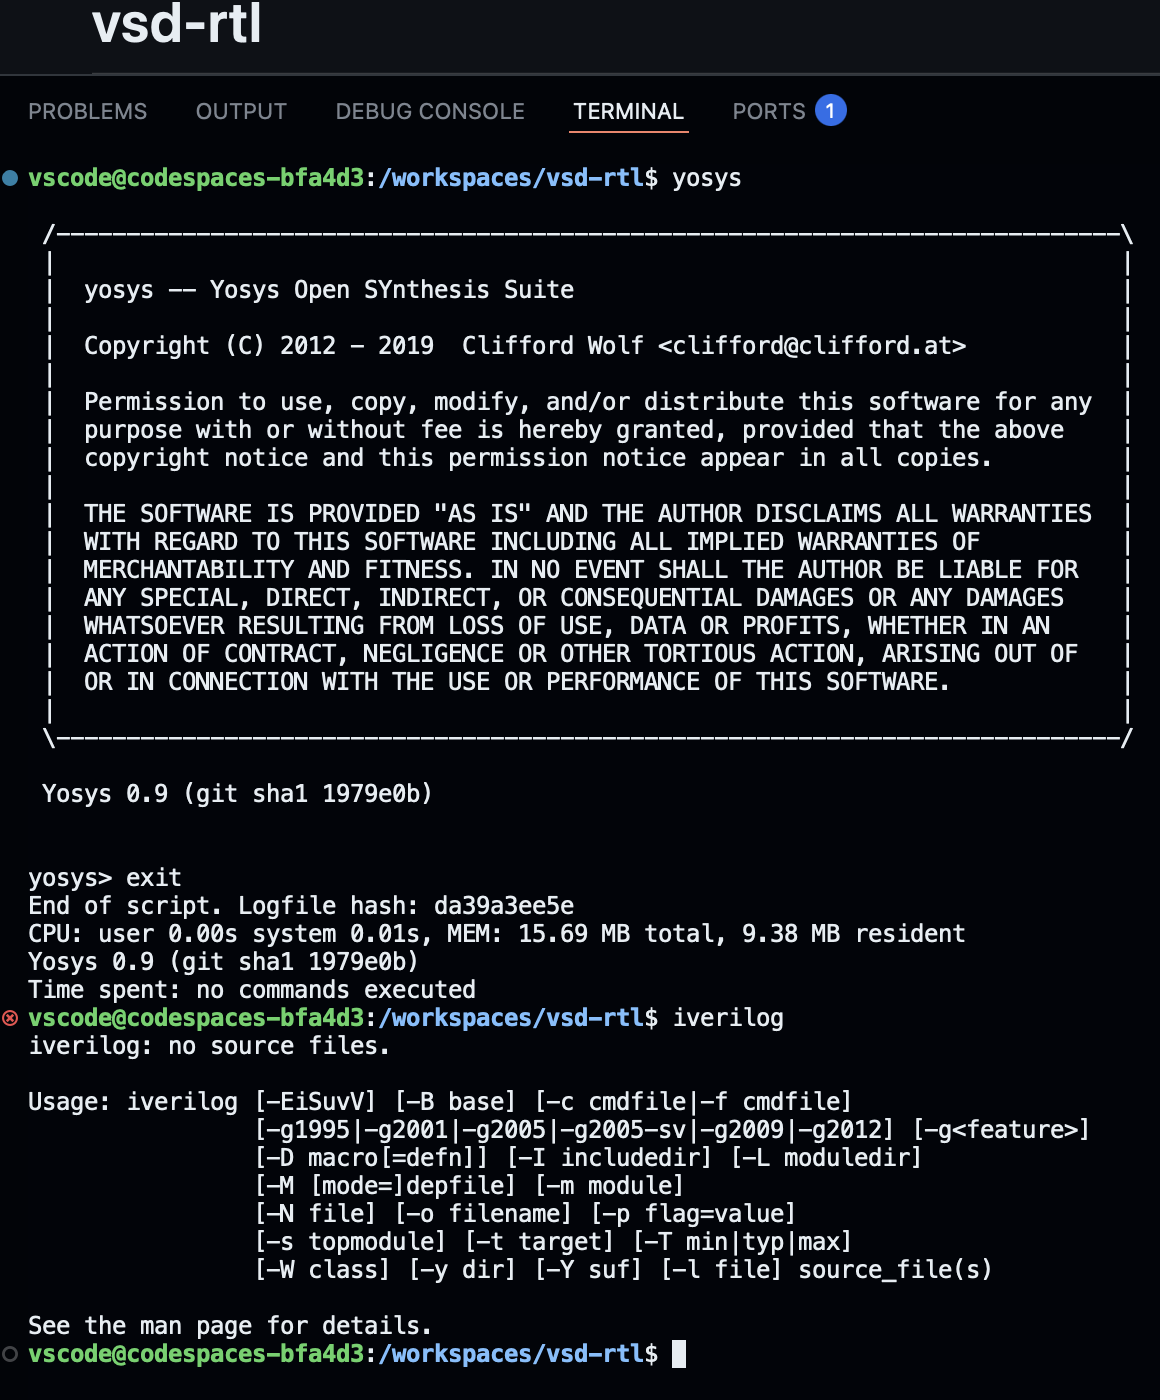 vsd-rtl
PROBLEMS OUTPUT DEBUG CONSOLE TERMINAL PORTS 1
vscode@codespaces-bfa4d3:/workspaces/vsd-rtl$ yosys
/----------------------------------------------------------------------------\
|                                                                            |
|  yosys -- Yosys Open SYnthesis Suite                                       |
|                                                                            |
|  Copyright (C) 2012 - 2019  Clifford Wolf <clifford@clifford.at>           |
|                                                                            |
|  Permission to use, copy, modify, and/or distribute this software for any  |
|  purpose with or without fee is hereby granted, provided that the above    |
|  copyright notice and this permission notice appear in all copies.         |
|                                                                            |
|  THE SOFTWARE IS PROVIDED "AS IS" AND THE AUTHOR DISCLAIMS ALL WARRANTIES  |
|  WITH REGARD TO THIS SOFTWARE INCLUDING ALL IMPLIED WARRANTIES OF          |
|  MERCHANTABILITY AND FITNESS. IN NO EVENT SHALL THE AUTHOR BE LIABLE FOR   |
|  ANY SPECIAL, DIRECT, INDIRECT, OR CONSEQUENTIAL DAMAGES OR ANY DAMAGES    |
|  WHATSOEVER RESULTING FROM LOSS OF USE, DATA OR PROFITS, WHETHER IN AN     |
|  ACTION OF CONTRACT, NEGLIGENCE OR OTHER TORTIOUS ACTION, ARISING OUT OF   |
|  OR IN CONNECTION WITH THE USE OR PERFORMANCE OF THIS SOFTWARE.            |
|                                                                            |
\----------------------------------------------------------------------------/
Yosys 0.9 (git sha1 1979e0b)
yosys> exit
End of script. Logfile hash: da39a3ee5e
CPU: user 0.00s system 0.01s, MEM: 15.69 MB total, 9.38 MB resident
Yosys 0.9 (git sha1 1979e0b)
Time spent: no commands executed
vscode@codespaces-bfa4d3:/workspaces/vsd-rtl$ iverilog
iverilog: no source files.
Usage: iverilog [-EiSuvV] [-B base] [-c cmdfile|-f cmdfile]
[-g1995|-g2001|-g2005|-g2005-sv|-g2009|-g2012] [-g<feature>]
[-D macro[=defn]] [-I includedir] [-L moduledir]
[-M [mode=]depfile] [-m module]
[-N file] [-o filename] [-p flag=value]
[-s topmodule] [-t target] [-T min|typ|max]
[-W class] [-y dir] [-Y suf] [-l file] source_file(s)
See the man page for details.
vscode@codespaces-bfa4d3:/workspaces/vsd-rtl$